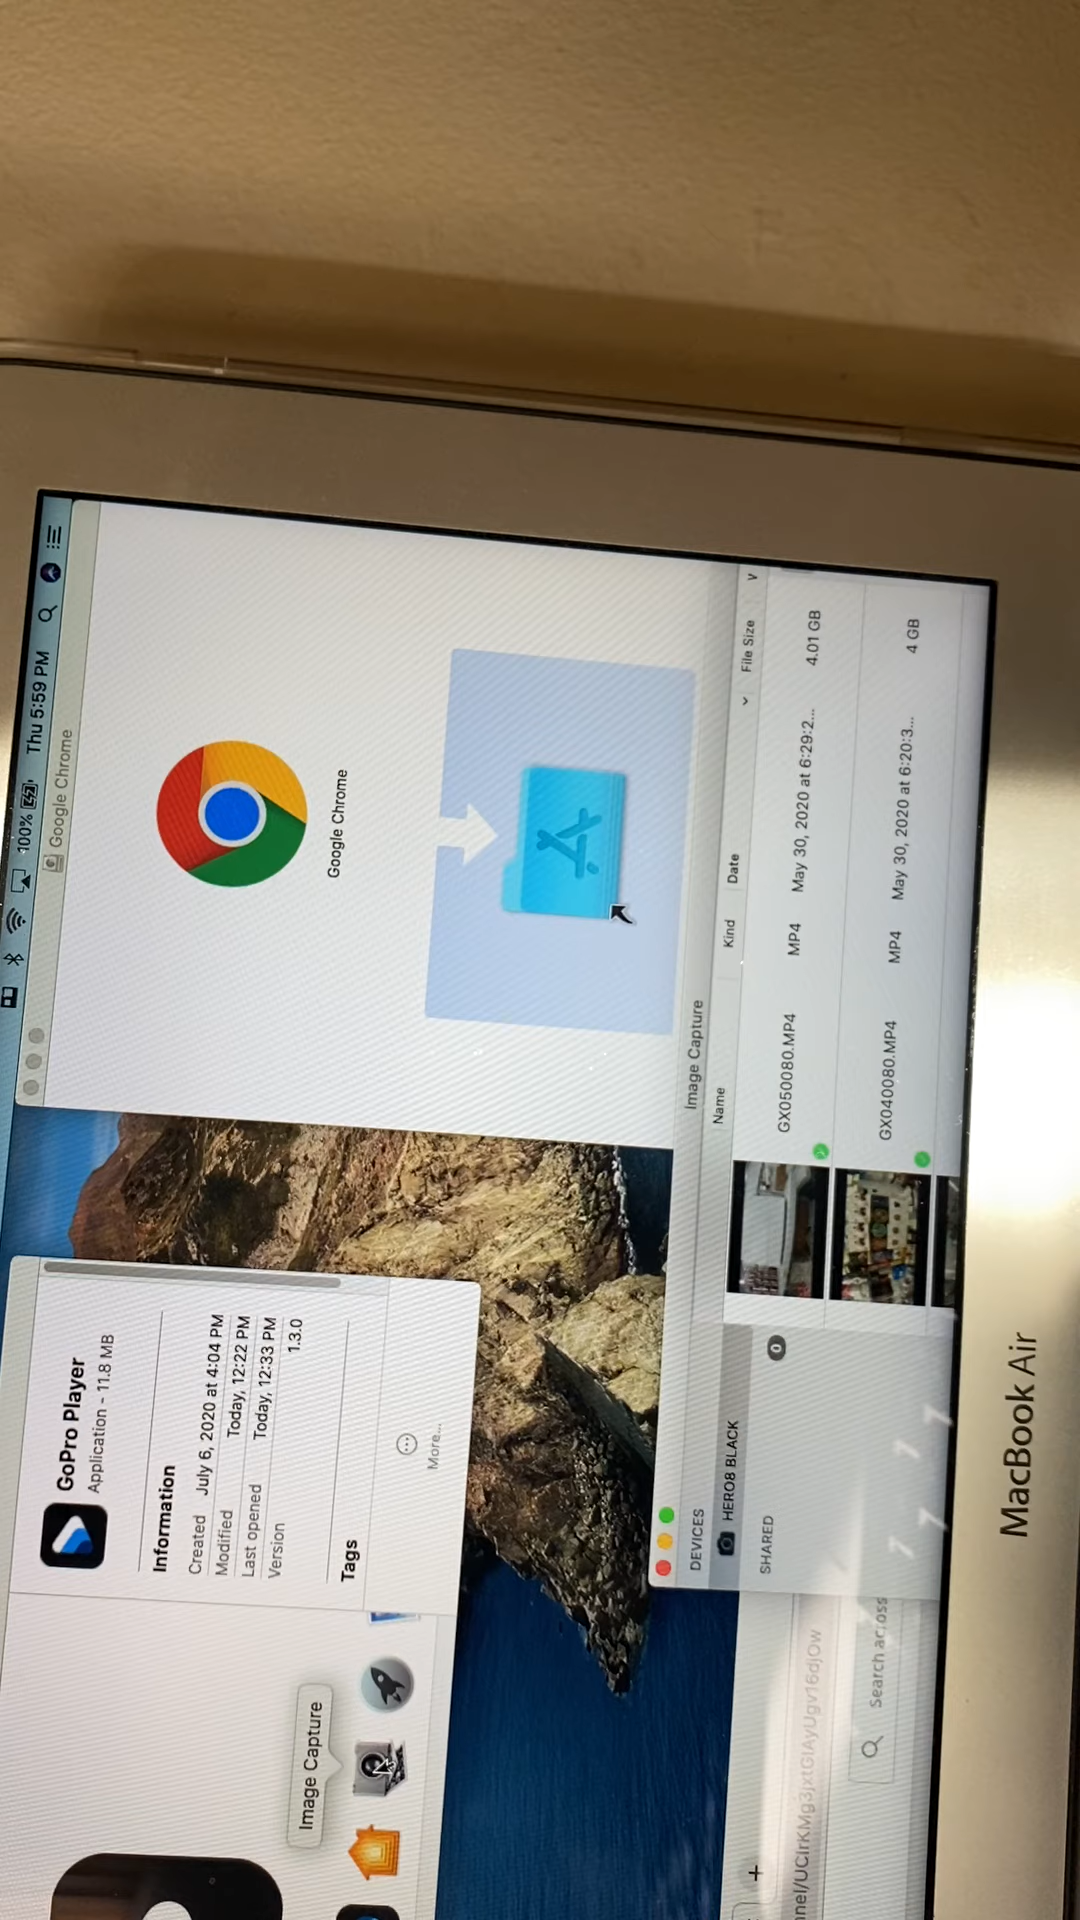 100% Thu 5:59 PM
Google Chrome
Google Chrome
GoPro Player
Application - 11.8 MB
Information
Created July 6, 2020 at 4:04 PM
Modified Today, 12:22 PM
Last opened Today, 12:33 PM
Version 1.3.0
Tags
More...
Image Capture
Image Capture
DEVICES
HERO8 BLACK 0
SHARED
Name Kind Date File Size
GX050080.MP4 MP4 May 30, 2020 at 6:29:2... 4.01 GB
GX040080.MP4 MP4 May 30, 2020 at 6:20:3... 4 GB
Search across
MacBook Air